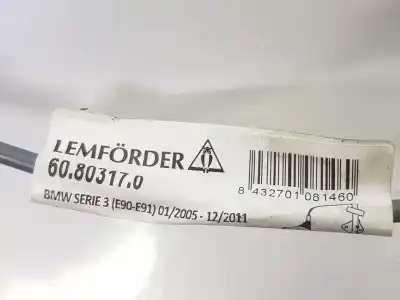 LEMFÖRDER
60.80317.0
8 432701 081460
BMW SERIE 3 (E90-E91) 01/2005 - 12/2011